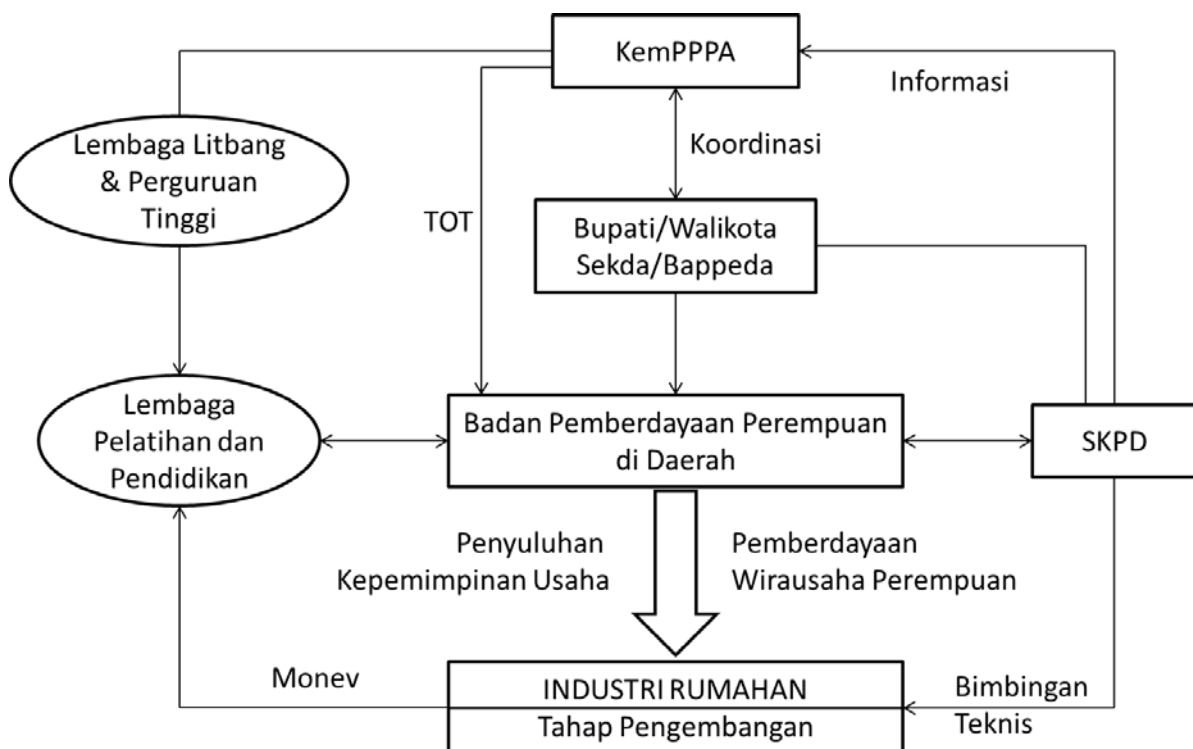 KemPPPA
Informasi
Lembaga Litbang
& Perguruan
Tinggi
Koordinasi
TOT
Bupati/Walikota
Sekda/Bappeda
Lembaga
Pelatihan dan
Pendidikan
Badan Pemberdayaan Perempuan
di Daerah
SKPD
Penyuluhan
Kepemimpinan Usaha
Pemberdayaan
Wirausaha Perempuan
Monev
INDUSTRI RUMAHAN
Tahap Pengembangan
Bimbingan
Teknis